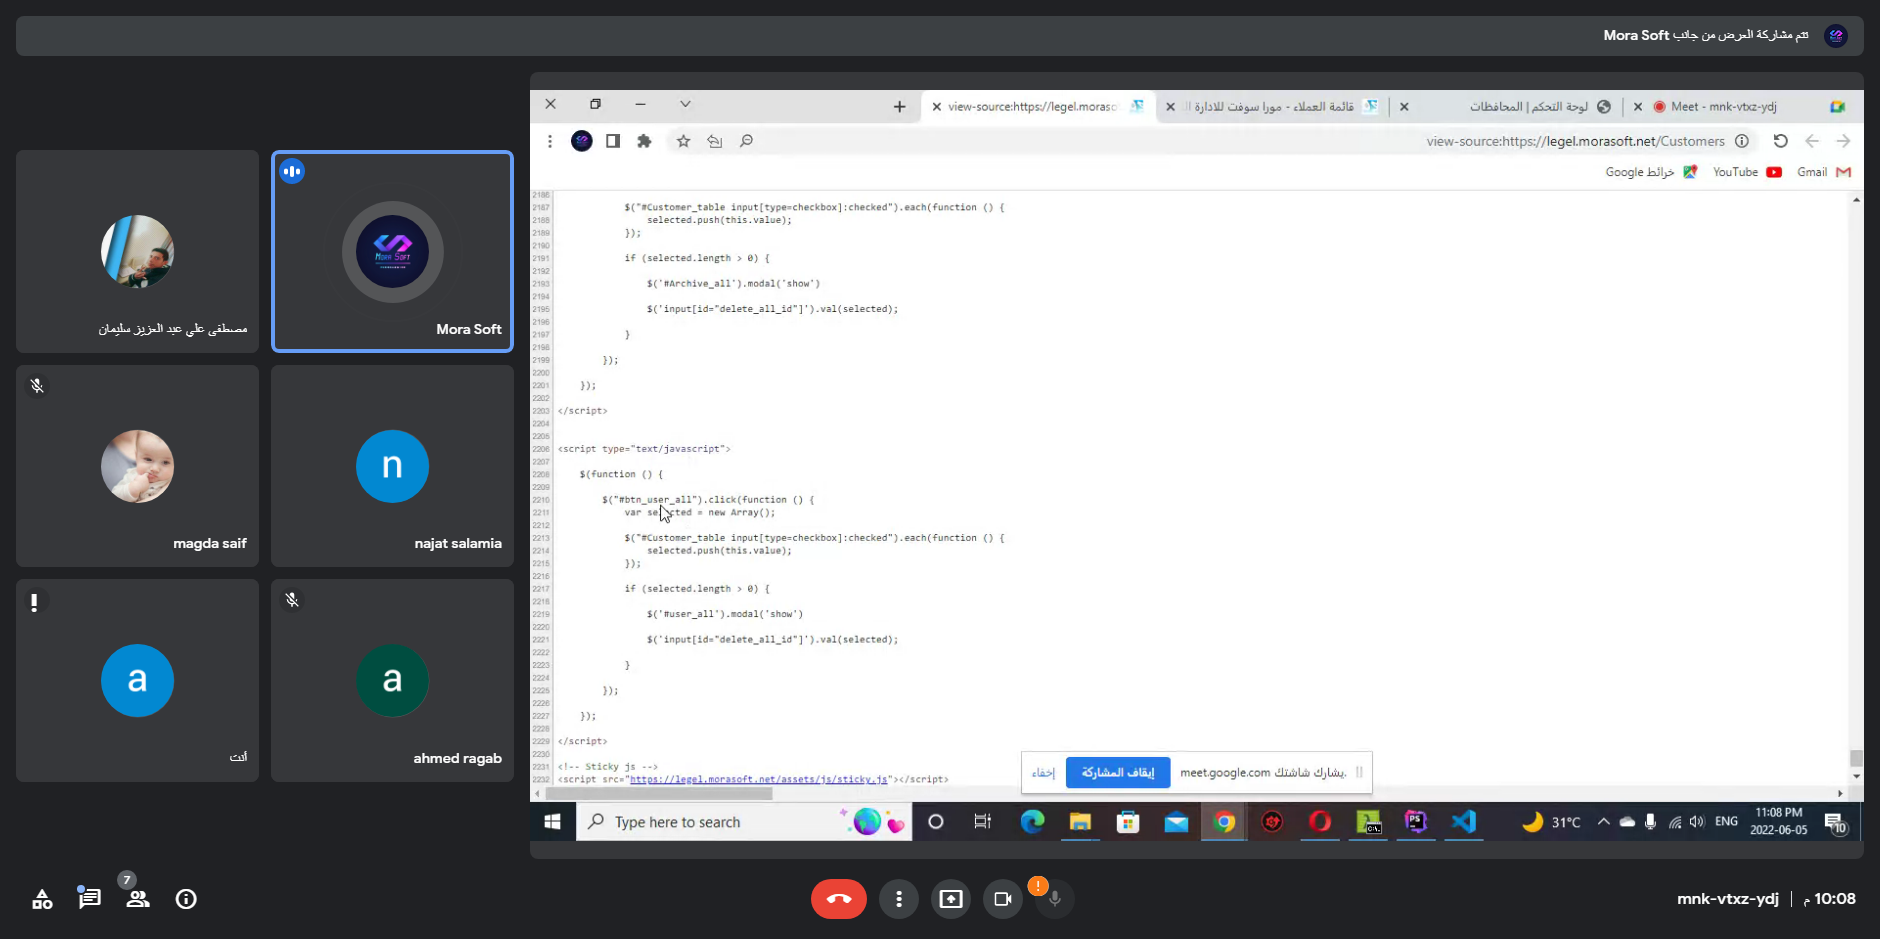 تتم مشاركة العرض من جانب Mora Soft
مصطفى علي عبد العزيز سليمان
Mora Soft
MORA SOFT
magda saif
n
najat salamia
a
أنت
a
ahmed ragab
view-source:https://legel.moraso
قائمة العملاء - مورا سوفت للادارة ال
لوحة التحكم | المحافظات
Meet - mnk-vtxz-ydj
view-source:https://legel.morasoft.net/Customers
خرائط Google
YouTube
Gmail
2186
2187 $("#Customer_table input[type=checkbox]:checked").each(function () {
2188 selected.push(this.value);
2189 });
2190
2191 if (selected.length > 0) {
2192
2193 $('#Archive_all').modal('show')
2194
2195 $('input[id="delete_all_id"]').val(selected);
2196
2197 }
2198
2199 });
2200
2201 });
2202
2203 </script>
2204
2205
2206 <script type="text/javascript">
2207
2208 $(function () {
2209
2210 $("#btn_user_all").click(function () {
2211 var selected = new Array();
2212
2213 $("#Customer_table input[type=checkbox]:checked").each(function () {
2214 selected.push(this.value);
2215 });
2216
2217 if (selected.length > 0) {
2218
2219 $('#user_all').modal('show')
2220
2221 $('input[id="delete_all_id"]').val(selected);
2222
2223 }
2224
2225 });
2226
2227 });
2228
2229 </script>
2230
2231 <!-- Sticky js -->
2232 <script src="https://legel.morasoft.net/assets/js/sticky.js"></script>
يشارك شاشتك meet.google.com.
إيقاف المشاركة
إخفاء
Type here to search
31°C
ENG
11:08 PM
2022-06-05
10
7
!
mnk-vtxz-ydj | 10:08 م